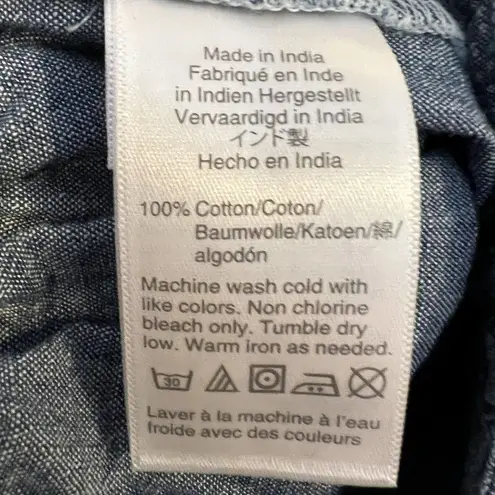 Made in India
Fabriqué en Inde
in Indien Hergestellt
Vervaardigd in India
インド製
Hecho en India
100% Cotton/Coton/
Baumwolle/Katoen/綿/
algodón
Machine wash cold with
like colors. Non chlorine
bleach only. Tumble dry
low. Warm iron as needed.
30
Laver à la machine à l'eau
froide avec des couleurs